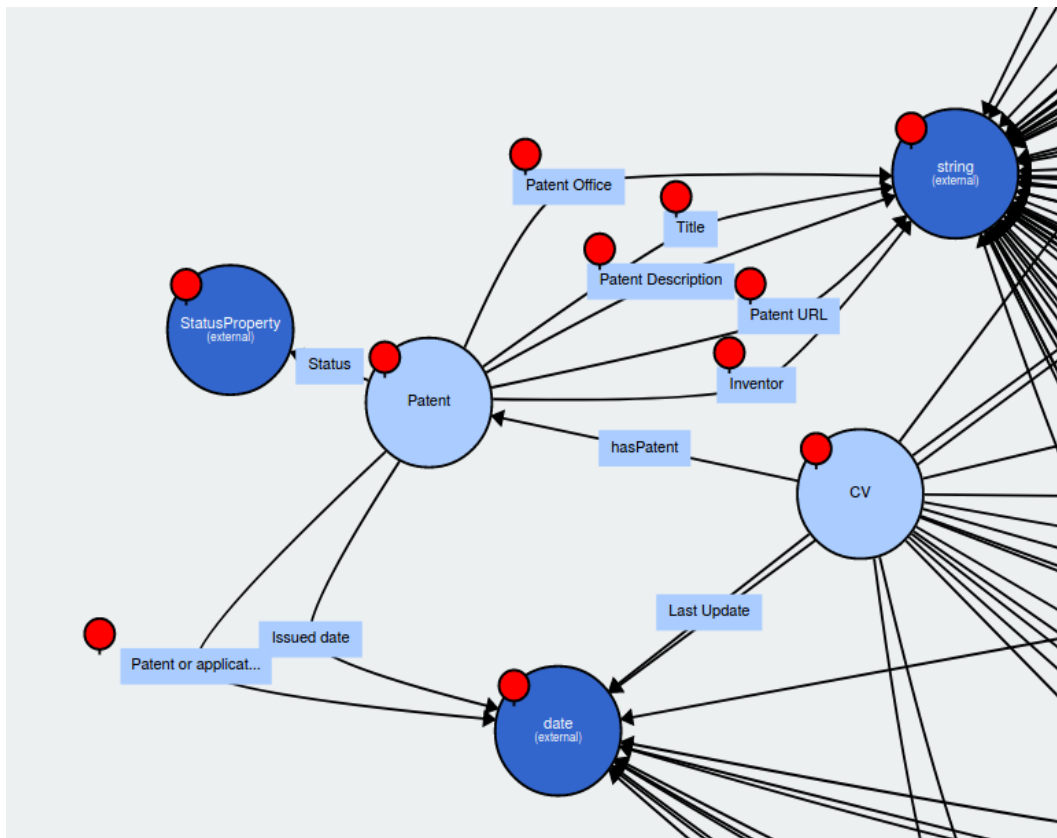 string
(external)
Patent Office
Title
Patent Description
Patent URL
StatusProperty
(external)
Status
Patent
Inventor
hasPatent
CV
Last Update
Issued date
Patent or applicat...
date
(external)